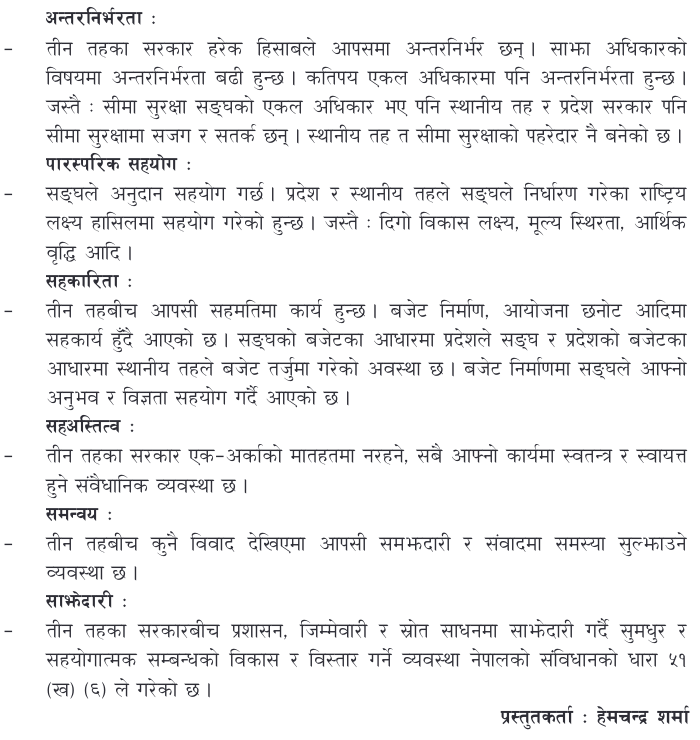 अन्तरनिर्भरता :
– तीन तहका सरकार हरेक हिसाबले आपसमा अन्तरनिर्भर छन् । साझा अधिकारको
विषयमा अन्तरनिर्भरता बढी हुन्छ । कतिपय एकल अधिकारमा पनि अन्तरनिर्भरता हुन्छ ।
जस्तै : सीमा सुरक्षा सङ्घको एकल अधिकार भए पनि स्थानीय तह र प्रदेश सरकार पनि
सीमा सुरक्षामा सजग र सतर्क छन् । स्थानीय तह त सीमा सुरक्षाको पहरेदार नै बनेको छ ।
पारस्परिक सहयोग :
– सङ्घले अनुदान सहयोग गर्छ । प्रदेश र स्थानीय तहले सङ्घले निर्धारण गरेका राष्ट्रिय
लक्ष्य हासिलमा सहयोग गरेको हुन्छ । जस्तै : दिगो विकास लक्ष्य, मूल्य स्थिरता, आर्थिक
वृद्धि आदि ।
सहकारिता :
– तीन तहबीच आपसी सहमतिमा कार्य हुन्छ । बजेट निर्माण, आयोजना छनोट आदिमा
सहकार्य हुँदै आएको छ । सङ्घको बजेटका आधारमा प्रदेशले सङ्घ र प्रदेशको बजेटका
आधारमा स्थानीय तहले बजेट तर्जुमा गरेको अवस्था छ । बजेट निर्माणमा सङ्घले आफ्नो
अनुभव र विज्ञता सहयोग गर्दै आएको छ ।
सहअस्तित्व :
– तीन तहका सरकार एक–अर्काको मातहतमा नरहने, सबै आफ्नो कार्यमा स्वतन्त्र र स्वायत्त
हुने संवैधानिक व्यवस्था छ ।
समन्वय :
– तीन तहबीच कुनै विवाद देखिएमा आपसी समझदारी र संवादमा समस्या सुल्झाउने
व्यवस्था छ ।
साझेदारी :
– तीन तहका सरकारबीच प्रशासन, जिम्मेवारी र स्रोत साधनमा साझेदारी गर्दै सुमधुर र
सहयोगात्मक सम्बन्धको विकास र विस्तार गर्ने व्यवस्था नेपालको संविधानको धारा ५१
(ख) (६) ले गरेको छ ।
प्रस्तुतकर्ता : हेमचन्द्र शर्मा